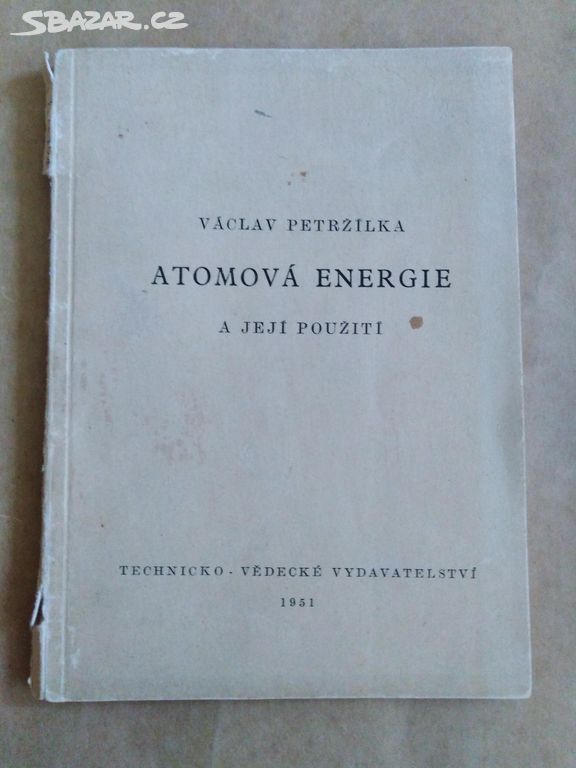 SBAZAR.CZ
VÁCLAV PETRŽÍLKA
ATOMOVÁ ENERGIE
A JEJÍ POUŽITÍ
TECHNICKO - VĚDECKÉ VYDAVATELSTVÍ
1951